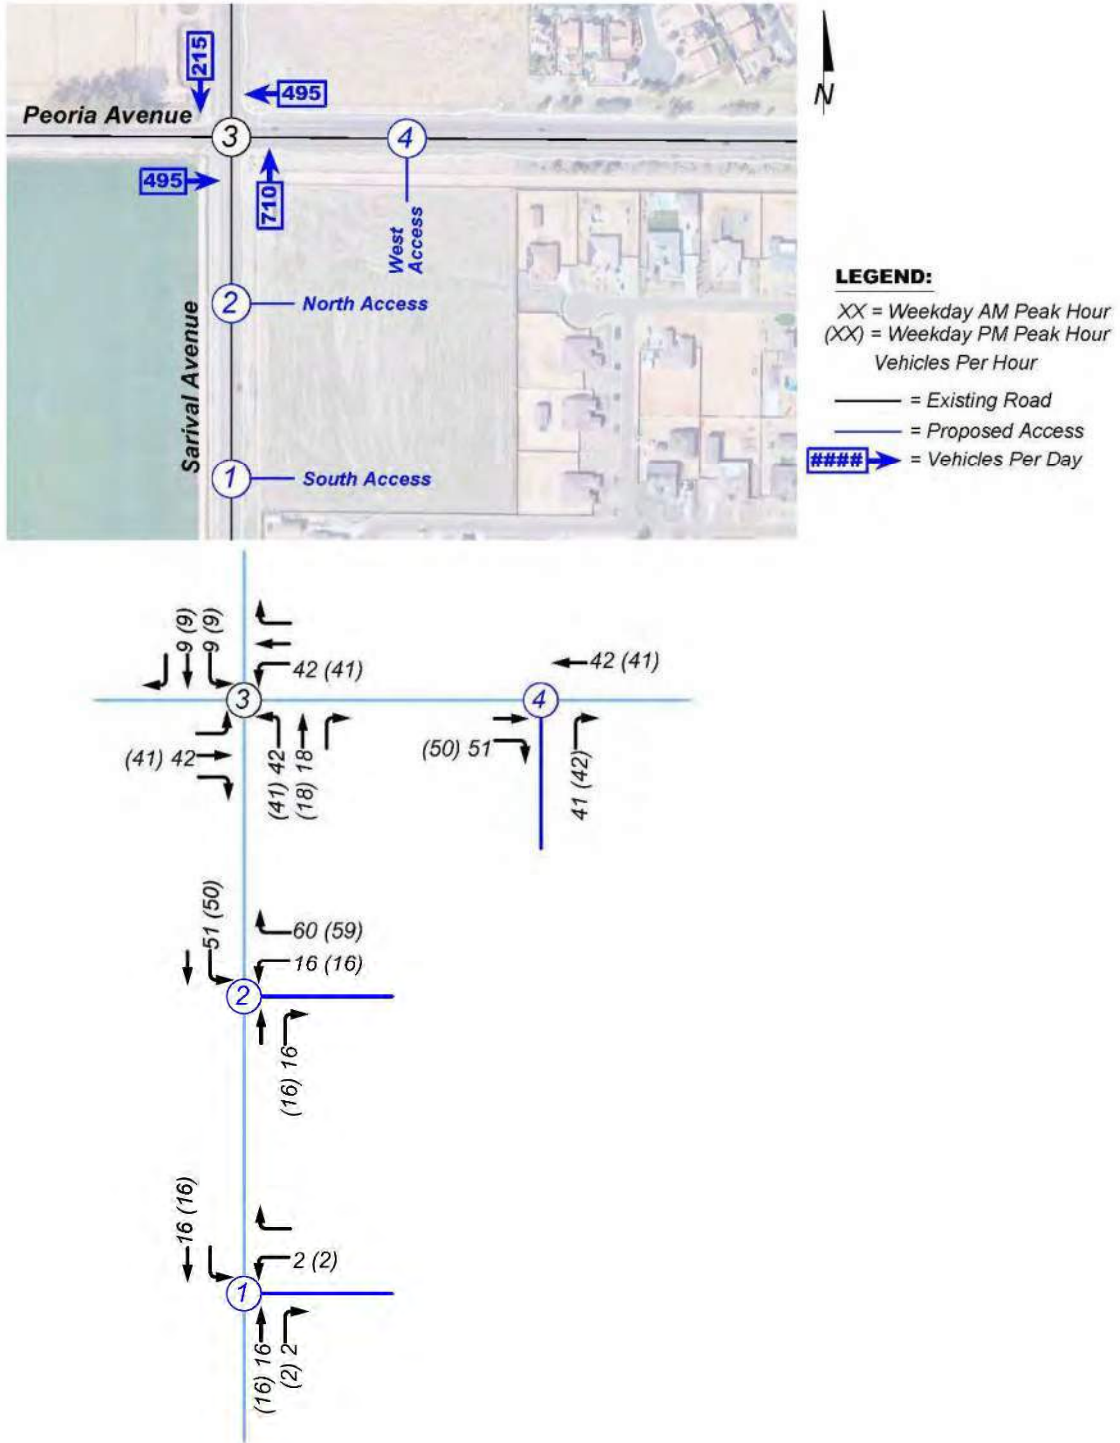 215
495
Peoria Avenue
3
4
495
710
West
Access
2
North Access
Sarival Avenue
1
South Access
N
LEGEND:
XX = Weekday AM Peak Hour
(XX) = Weekday PM Peak Hour
Vehicles Per Hour
= Existing Road
= Proposed Access
#### = Vehicles Per Day
9 (9)
9 (9)
42 (41)
3
(41) 42
(41) 42
(18) 18
42 (41)
4
(50) 51
41 (42)
51 (50)
60 (59)
16 (16)
2
(16) 16
16 (16)
2 (2)
1
(16) 16
(2) 2